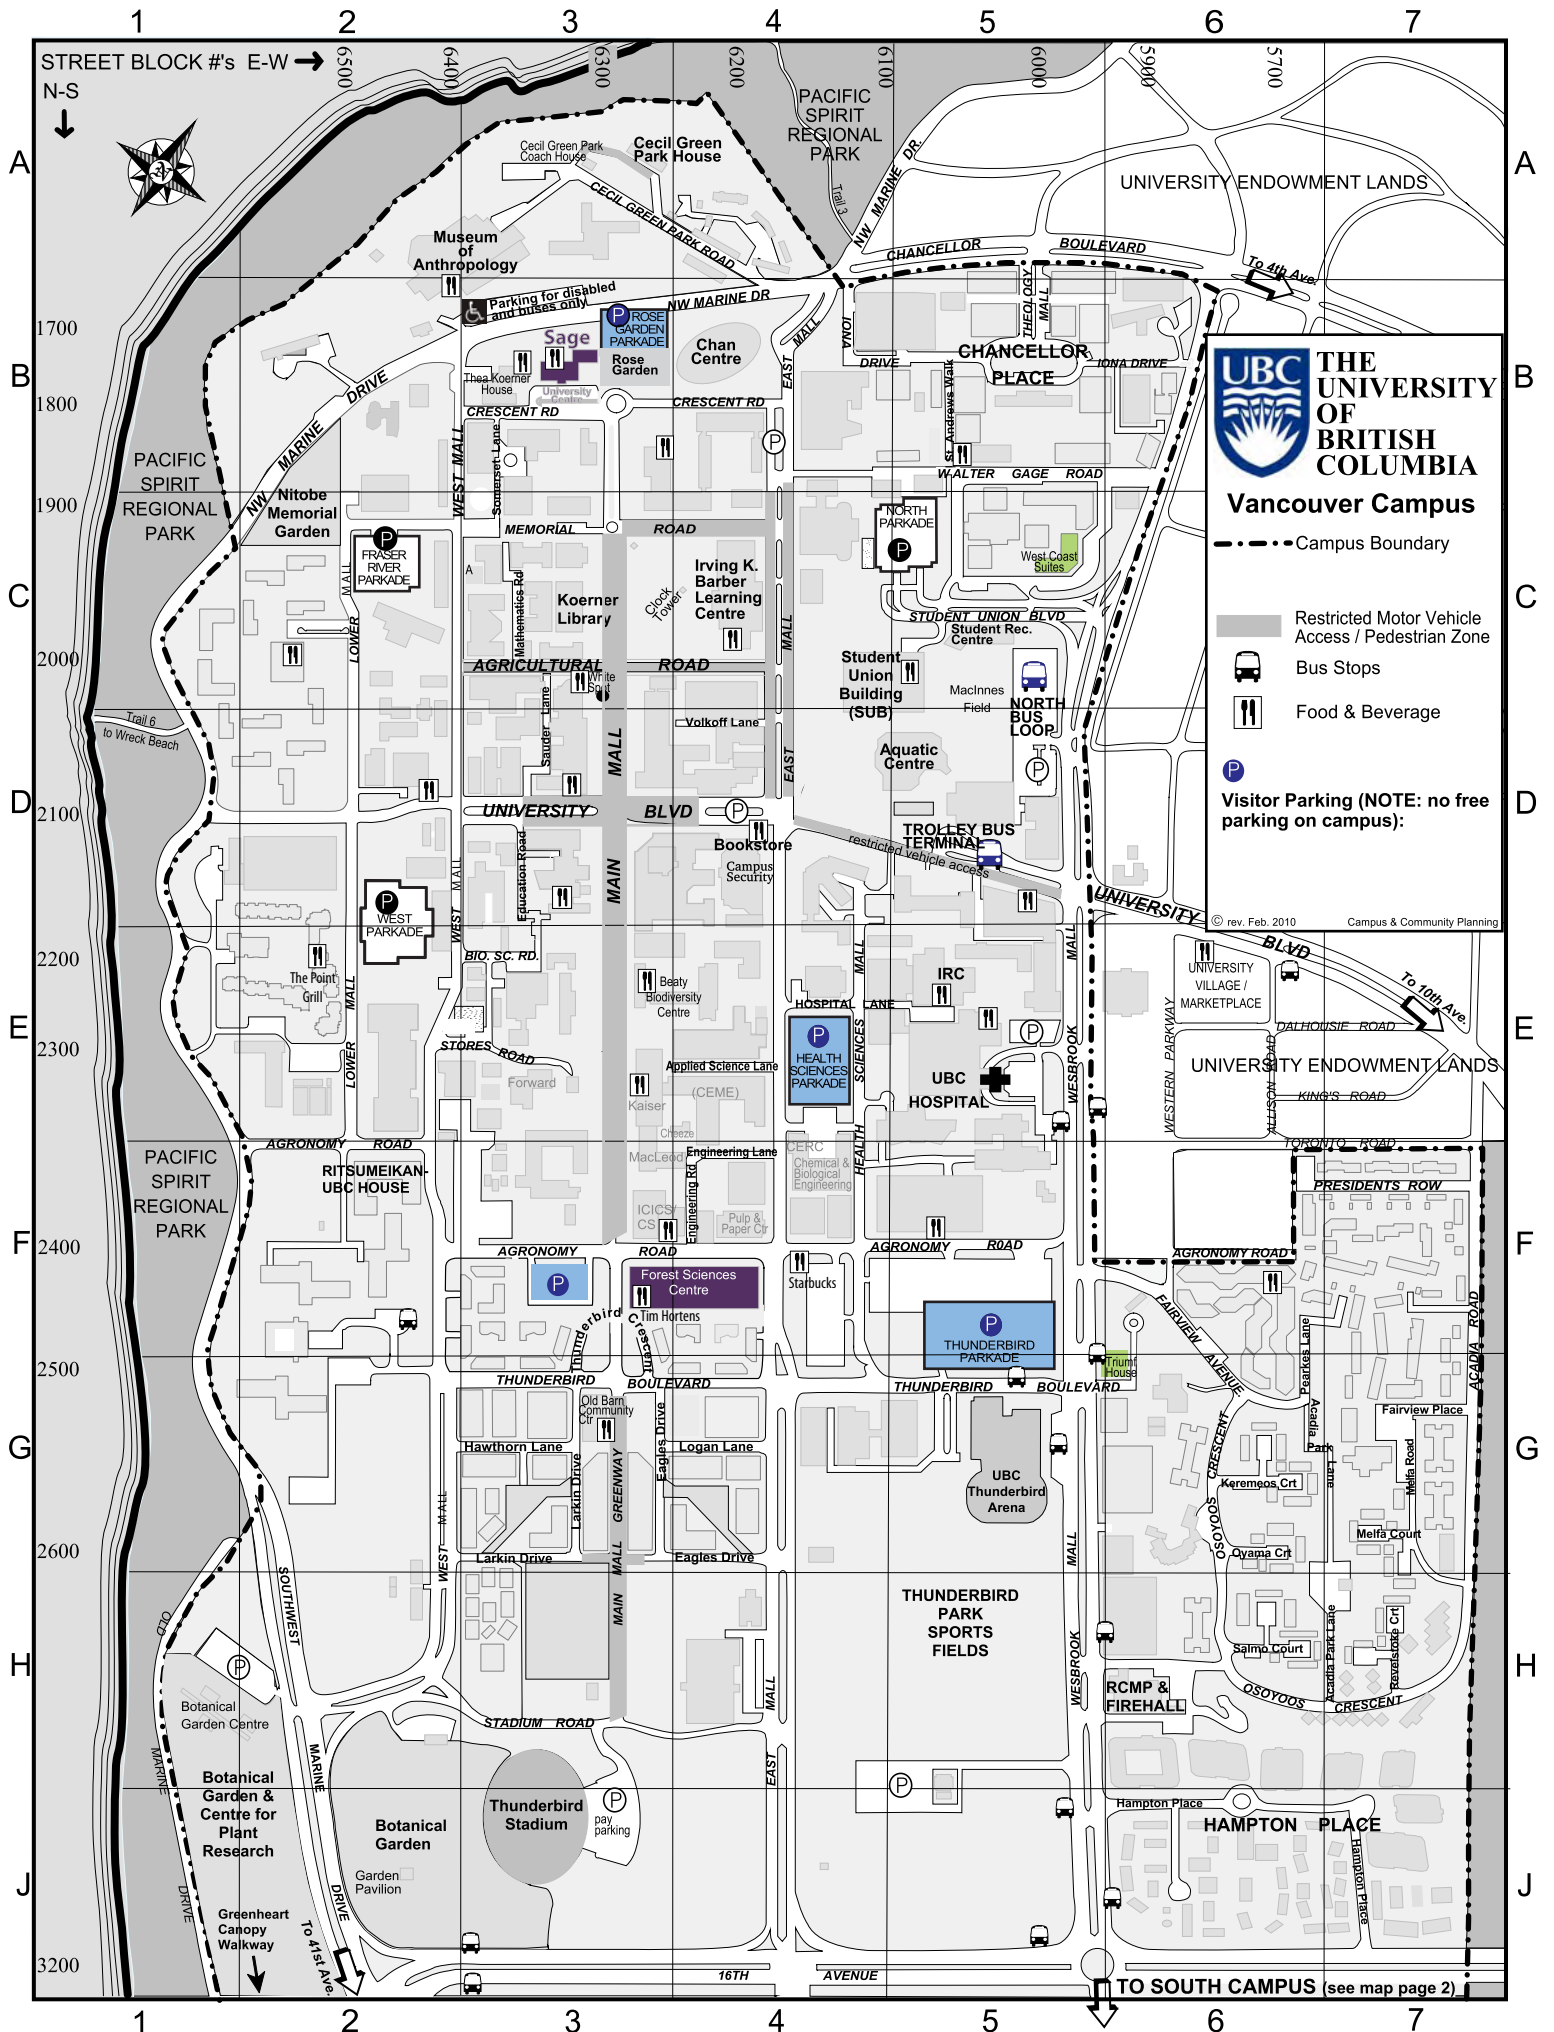 1 2 3 4 5 6 7
STREET BLOCK #'s E-W
N-S
6500
6400
6300
6200
6100
6000
5900
5700
A
A
PACIFIC
SPIRIT
REGIONAL
PARK
Cecil Green Park
Coach House
Cecil Green
Park House
CECIL GREEN PARK ROAD
Trail 3
NW MARINE DR.
UNIVERSITY ENDOWMENT LANDS
CHANCELLOR BOULEVARD
To 4th Ave.
Museum
of
Anthropology
Parking for disabled
and buses only
NW MARINE DR
1700
B
B
1800
P
ROSE
GARDEN
PARKADE
Rose
Garden
Sage
Thea Koerner
House
University
Centre
Chan
Centre
EAST MALL
IONA DRIVE
THEOLOGY MALL
CHANCELLOR
PLACE
IONA DRIVE
St. Andrews Walk
CRESCENT RD
CRESCENT RD
P
WEST MALL
Somerset Lane
NW MARINE DRIVE
PACIFIC
SPIRIT
REGIONAL
PARK
Nitobe
Memorial
Garden
1900
WALTER GAGE ROAD
UBC
THE
UNIVERSITY
OF
BRITISH
COLUMBIA
Vancouver Campus
Campus Boundary
Restricted Motor Vehicle
Access / Pedestrian Zone
Bus Stops
Food & Beverage
P
Visitor Parking (NOTE: no free
parking on campus):
© rev. Feb. 2010
Campus & Community Planning
MEMORIAL ROAD
P
FRASER
RIVER
PARKADE
NORTH
PARKADE
P
West Coast
Suites
C
C
A
LOWER MALL
Mathematics Rd
Koerner
Library
Clock
Tower
Irving K.
Barber
Learning
Centre
MALL
STUDENT UNION BLVD
Student Rec.
Centre
2000
AGRICULTURAL ROAD
White
Spot
Student
Union
Building
(SUB)
MacInnes
Field
NORTH
BUS
LOOP
P
Trail 6
to Wreck Beach
Sauder Lane
MALL
Volkoff Lane
EAST
Aquatic
Centre
D
D
2100
UNIVERSITY BLVD
P
Bookstore
Campus
Security
TROLLEY BUS
TERMINAL
restricted vehicle access
UNIVERSITY BLVD
P
WEST
PARKADE
WEST MALL
Education Road
MAIN
2200
The Point
Grill
BIO. SC. RD.
Beaty
Biodiversity
Centre
MALL
IRC
MALL
UNIVERSITY
VILLAGE /
MARKETPLACE
To 10th Ave.
HOSPITAL LANE
E
E
2300
LOWER MALL
STORES ROAD
Forward
Applied Science Lane
P
HEALTH
SCIENCES
PARKADE
HEALTH SCIENCES
P
UBC
HOSPITAL
WESBROOK
WESTERN PARKWAY
ALLISON ROAD
DALHOUSIE ROAD
UNIVERSITY ENDOWMENT LANDS
KING'S ROAD
TORONTO ROAD
Kaiser
(CEME)
Cheeze
MacLeod
Engineering Lane
CERC
Chemical &
Biological
Engineering
AGRONOMY ROAD
RITSUMEIKAN-
UBC HOUSE
PACIFIC
SPIRIT
REGIONAL
PARK
ICICS/
CS
Engineering Rd
Pulp &
Paper Ctr
PRESIDENTS ROW
F
F
2400
AGRONOMY ROAD
AGRONOMY R0AD
AGRONOMY ROAD
P
Forest Sciences
Centre
Tim Hortens
Starbucks
Thunderbird Crescent
P
THUNDERBIRD
PARKADE
FAIRVIEW AVENUE
Pearkes Lane
ACADIA ROAD
2500
Triumf
House
THUNDERBIRD BOULEVARD
THUNDERBIRD BOULEVARD
Old Barn
Community
Ctr
Fairview Place
G
G
Hawthorn Lane
Logan Lane
Larkin Drive
Eagles Drive
MAIN MALL GREENWAY
UBC
Thunderbird
Arena
OSOYOOS CRESCENT
Acadia
Park
Lane
Keremeos Crt
Melfa Road
Melfa Court
Oyama Crt
2600
WEST MALL
Larkin Drive
Eagles Drive
MALL
SOUTHWEST
OLD
THUNDERBIRD
PARK
SPORTS
FIELDS
WESBROOK
Salmo Court
Acadia Park Lane
Revelstoke Crt
H
H
P
Botanical
Garden Centre
RCMP &
FIREHALL
OSOYOOS CRESCENT
STADIUM ROAD
EAST MALL
MARINE
MARINE
Botanical
Garden &
Centre for
Plant
Research
Botanical
Garden
Thunderbird
Stadium
P
pay
parking
P
Hampton Place
HAMPTON PLACE
Hampton Place
J
J
Garden
Pavilion
DRIVE
DRIVE
Greenheart
Canopy
Walkway
To 41st Ave.
3200
16TH AVENUE
TO SOUTH CAMPUS (see map page 2)
1 2 3 4 5 6 7